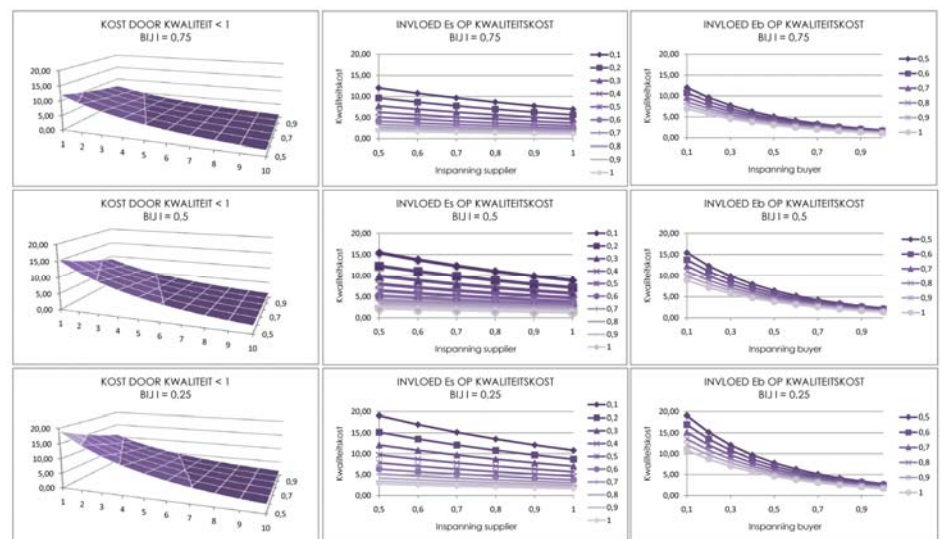 KOST DOOR KWALITEIT < 1
BIJ I = 0,75
20,00
15,00
10,00
5,00
0,00
1 2 3 4 5 6 7 8 9 10
0,9
0,7
0,5
INVLOED Es OP KWALITEITSKOST
BIJ I = 0,75
Kwaliteitskost
20,00
15,00
10,00
5,00
0,00
0,5 0,6 0,7 0,8 0,9 1
Inspanning supplier
0,1
0,2
0,3
0,4
0,5
0,6
0,7
0,8
0,9
1
INVLOED Eb OP KWALITEITSKOST
BIJ I = 0,75
Kwaliteitskost
20,00
15,00
10,00
5,00
0,00
0,1 0,3 0,5 0,7 0,9
Inspanning buyer
0,5
0,6
0,7
0,8
0,9
1
KOST DOOR KWALITEIT < 1
BIJ I = 0,5
20,00
15,00
10,00
5,00
0,00
1 2 3 4 5 6 7 8 9 10
0,9
0,7
0,5
INVLOED Es OP KWALITEITSKOST
BIJ I = 0,5
Kwaliteitskost
20,00
15,00
10,00
5,00
0,00
0,5 0,6 0,7 0,8 0,9 1
Inspanning supplier
0,1
0,2
0,3
0,4
0,5
0,6
0,7
0,8
0,9
1
INVLOED Eb OP KWALITEITSKOST
BIJ I = 0,5
Kwaliteitskost
20,00
15,00
10,00
5,00
0,00
0,1 0,3 0,5 0,7 0,9
Inspanning buyer
0,5
0,6
0,7
0,8
0,9
1
KOST DOOR KWALITEIT < 1
BIJ I = 0,25
20,00
15,00
10,00
5,00
0,00
1 2 3 4 5 6 7 8 9 10
0,9
0,7
0,5
INVLOED Es OP KWALITEITSKOST
BIJ I = 0,25
Kwaliteitskost
20,00
15,00
10,00
5,00
0,00
0,5 0,6 0,7 0,8 0,9 1
Inspanning supplier
0,1
0,2
0,3
0,4
0,5
0,6
0,7
0,8
0,9
1
INVLOED Eb OP KWALITEITSKOST
BIJ I = 0,25
Kwaliteitskost
20,00
15,00
10,00
5,00
0,00
0,1 0,3 0,5 0,7 0,9
Inspanning buyer
0,5
0,6
0,7
0,8
0,9
1